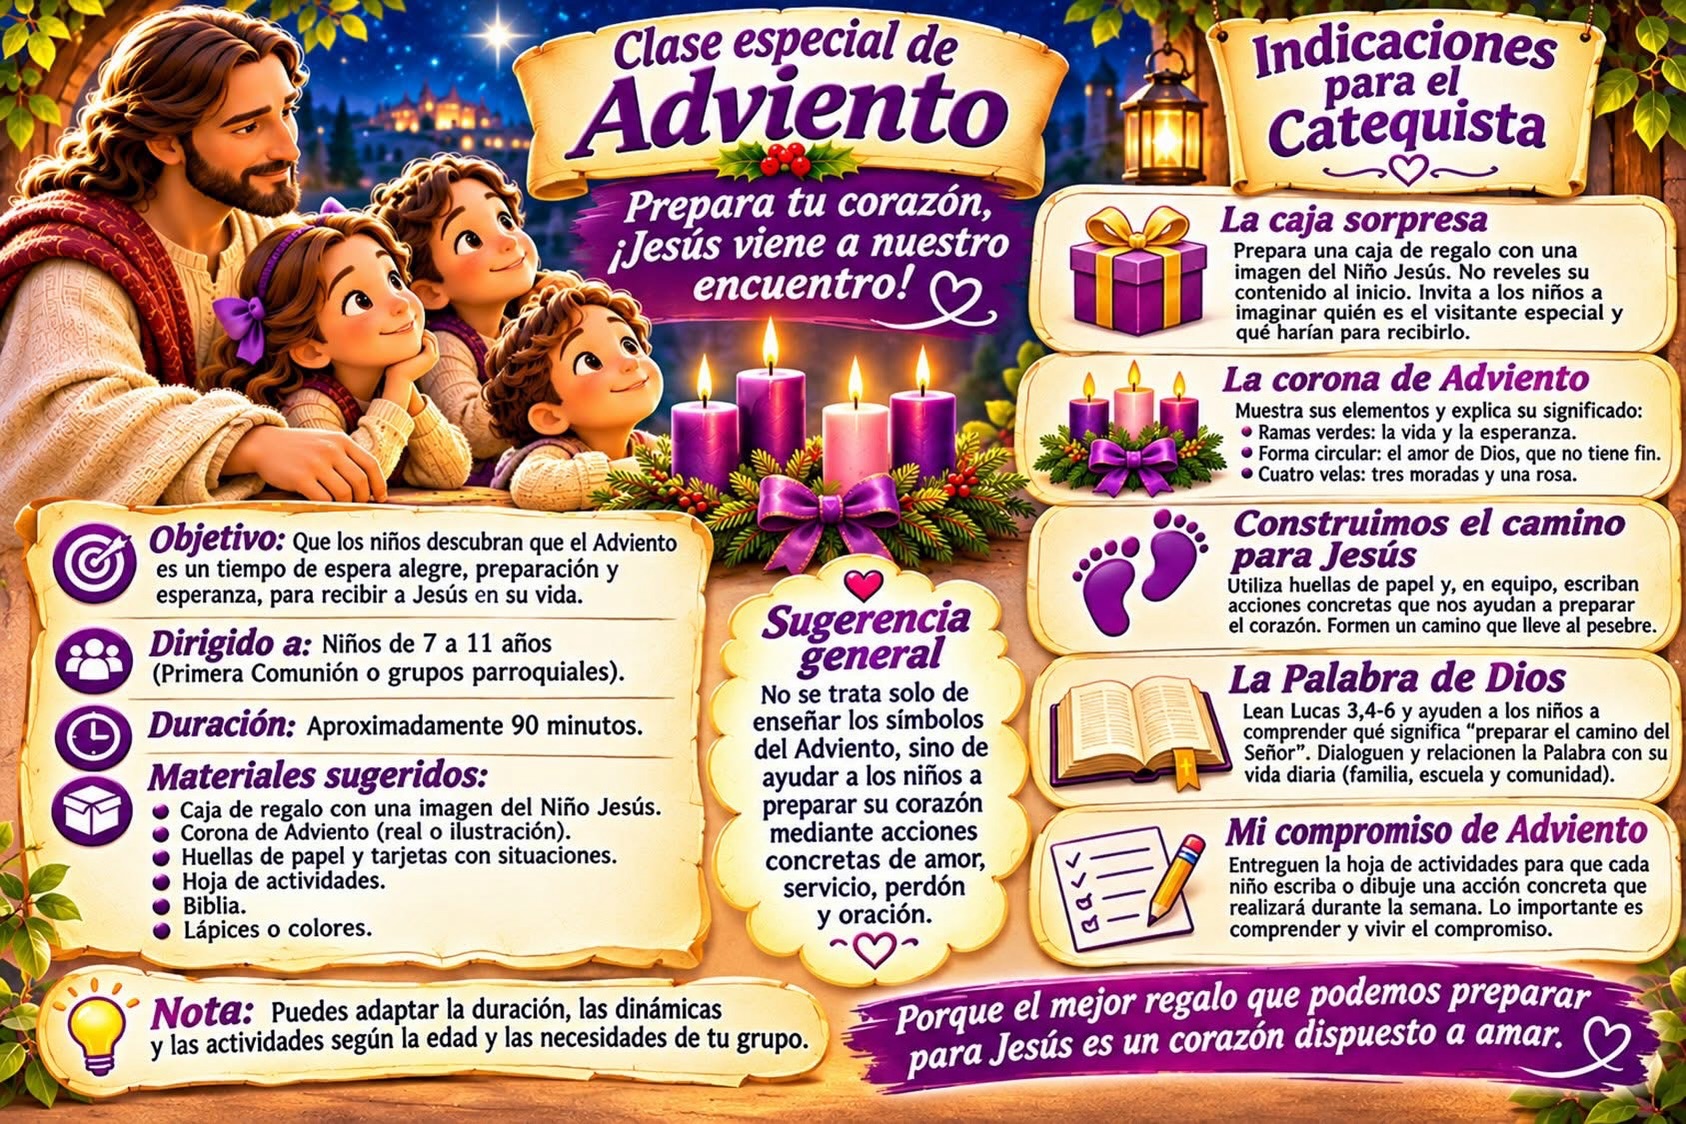 Clase especial de
Adviento
Prepara tu corazón,
¡Jesús viene a nuestro
encuentro!
Objetivo: Que los niños descubran que el Adviento
es un tiempo de espera alegre, preparación y
esperanza, para recibir a Jesús en su vida.
Dirigido a: Niños de 7 a 11 años
(Primera Comunión o grupos parroquiales).
Duración: Aproximadamente 90 minutos.
Materiales sugeridos:
Caja de regalo con una imagen del Niño Jesús.
Corona de Adviento (real o ilustración).
Huellas de papel y tarjetas con situaciones.
Hoja de actividades.
Biblia.
Lápices o colores.
Nota: Puedes adaptar la duración, las dinámicas
y las actividades según la edad y las necesidades de tu grupo.
Sugerencia
general
No se trata solo de
enseñar los símbolos
del Adviento, sino de
ayudar a los niños a
preparar su corazón
mediante acciones
concretas de amor,
servicio, perdón
y oración.
Indicaciones
para el
Catequista
La caja sorpresa
Prepara una caja de regalo con una
imagen del Niño Jesús. No reveles su
contenido al inicio. Invita a los niños a
imaginar quién es el visitante especial y
qué harían para recibirlo.
La corona de Adviento
Muestra sus elementos y explica su significado:
Ramas verdes: la vida y la esperanza.
Forma circular: el amor de Dios, que no tiene fin.
Cuatro velas: tres moradas y una rosa.
Construimos el camino
para Jesús
Utiliza huellas de papel y, en equipo, escriban
acciones concretas que nos ayudan a preparar
el corazón. Formen un camino que lleve al pesebre.
La Palabra de Dios
Lean Lucas 3,4-6 y ayuden a los niños a
comprender qué significa “preparar el camino del
Señor”. Dialoguen y relacionen la Palabra con su
vida diaria (familia, escuela y comunidad).
Mi compromiso de Adviento
Entreguen la hoja de actividades para que cada
niño escriba o dibuje una acción concreta que
realizará durante la semana. Lo importante es
comprender y vivir el compromiso.
Porque el mejor regalo que podemos preparar
para Jesús es un corazón dispuesto a amar.